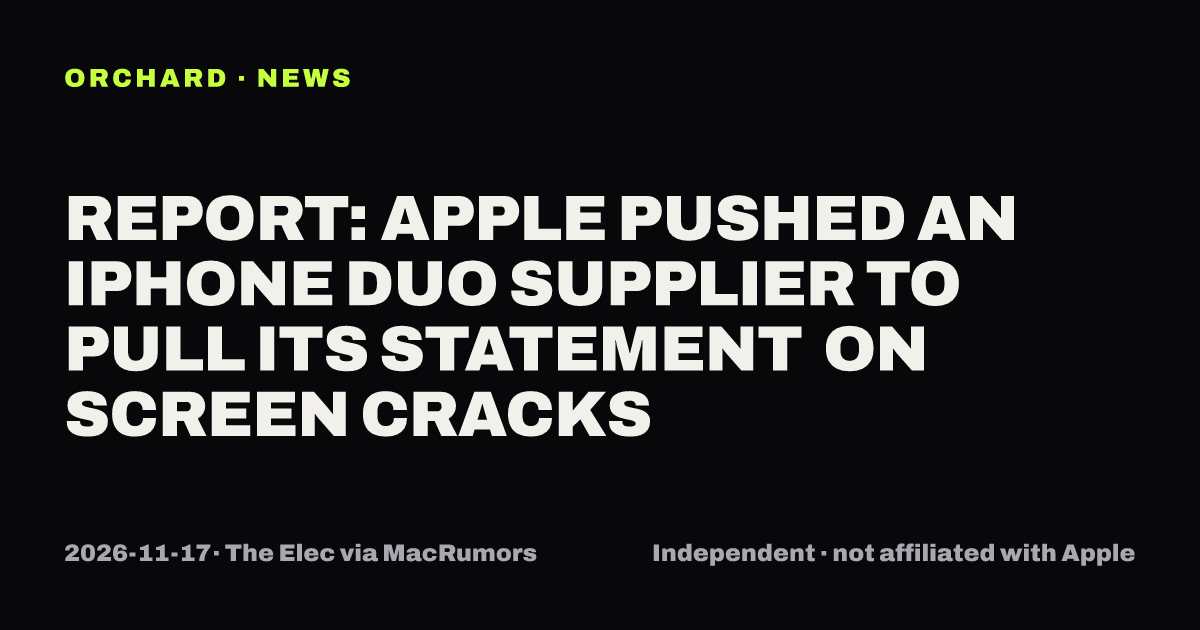 ORCHARD · NEWS
REPORT: APPLE PUSHED AN
IPHONE DUO SUPPLIER TO
PULL ITS STATEMENT ON
SCREEN CRACKS
2026-11-17· The Elec via MacRumors
Independent · not affiliated with Apple